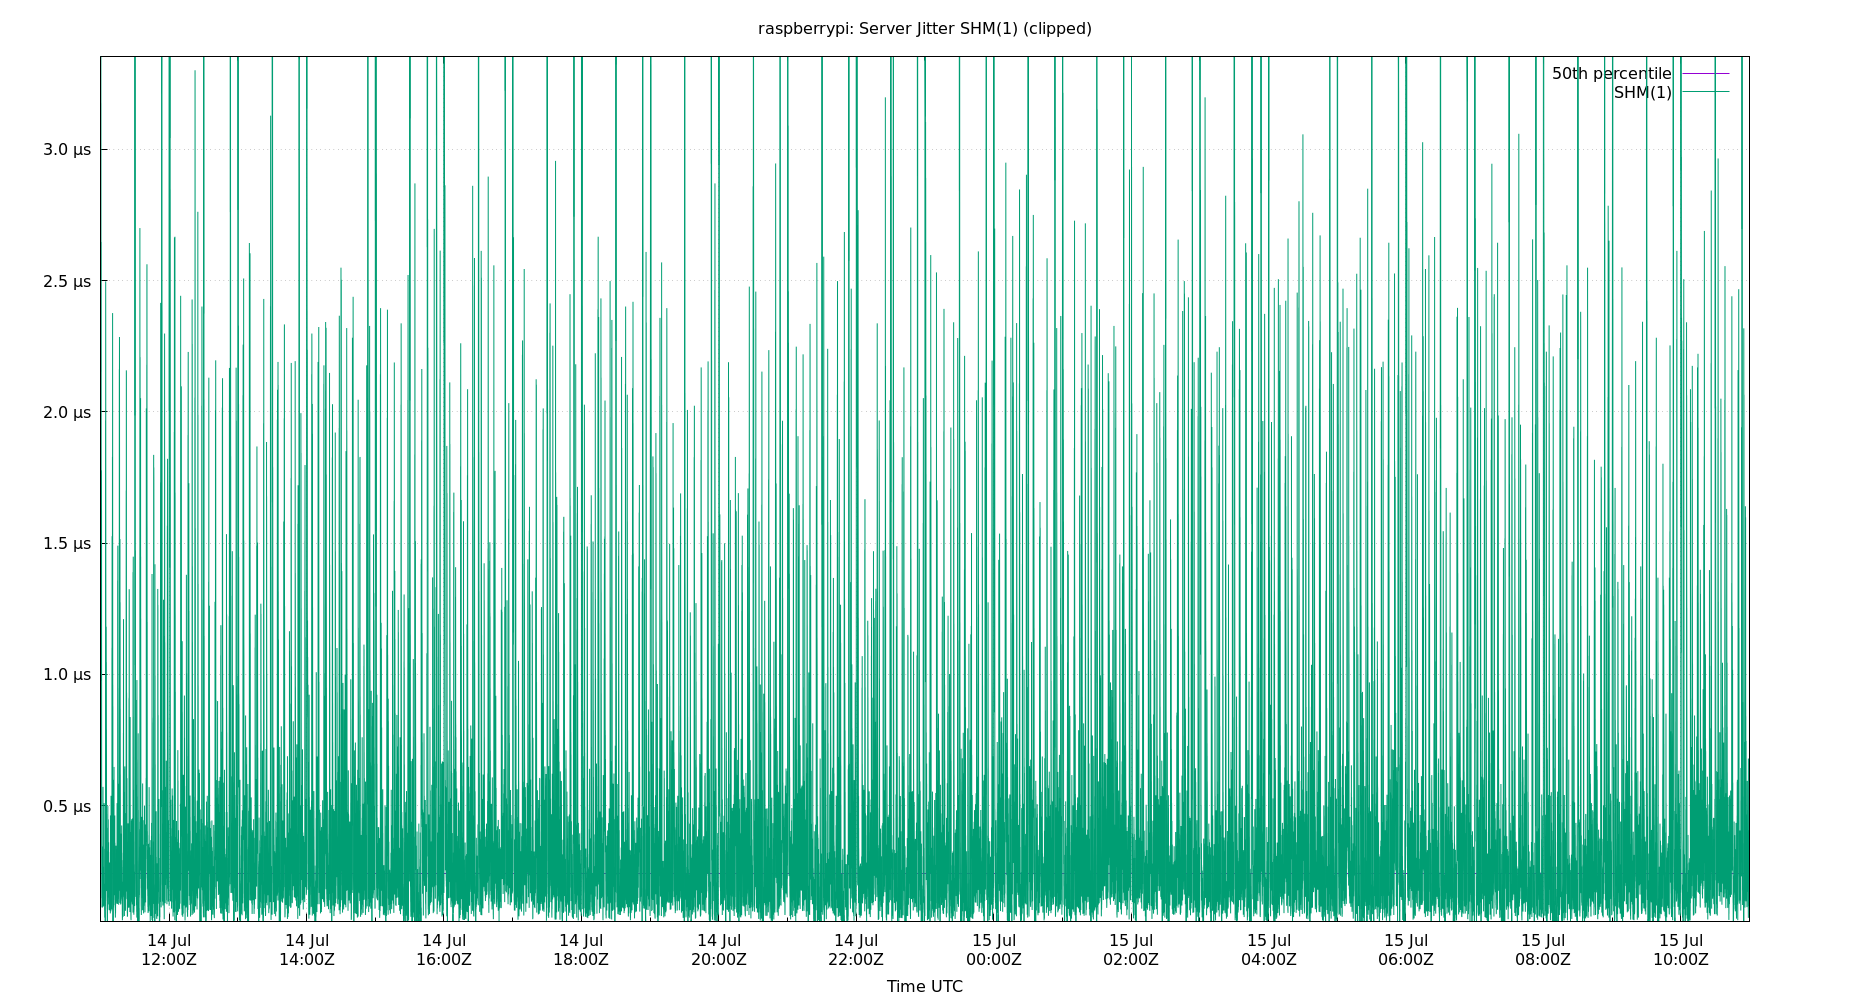 raspberrypi: Server Jitter SHM(1) (clipped)
50th percentile
SHM(1)
3.0 µs
2.5 µs
2.0 µs
1.5 µs
1.0 µs
0.5 µs
14 Jul 14 Jul 14 Jul 14 Jul 14 Jul 14 Jul 15 Jul 15 Jul 15 Jul 15 Jul 15 Jul 15 Jul
12:00Z 14:00Z 16:00Z 18:00Z 20:00Z 22:00Z 00:00Z 02:00Z 04:00Z 06:00Z 08:00Z 10:00Z
Time UTC